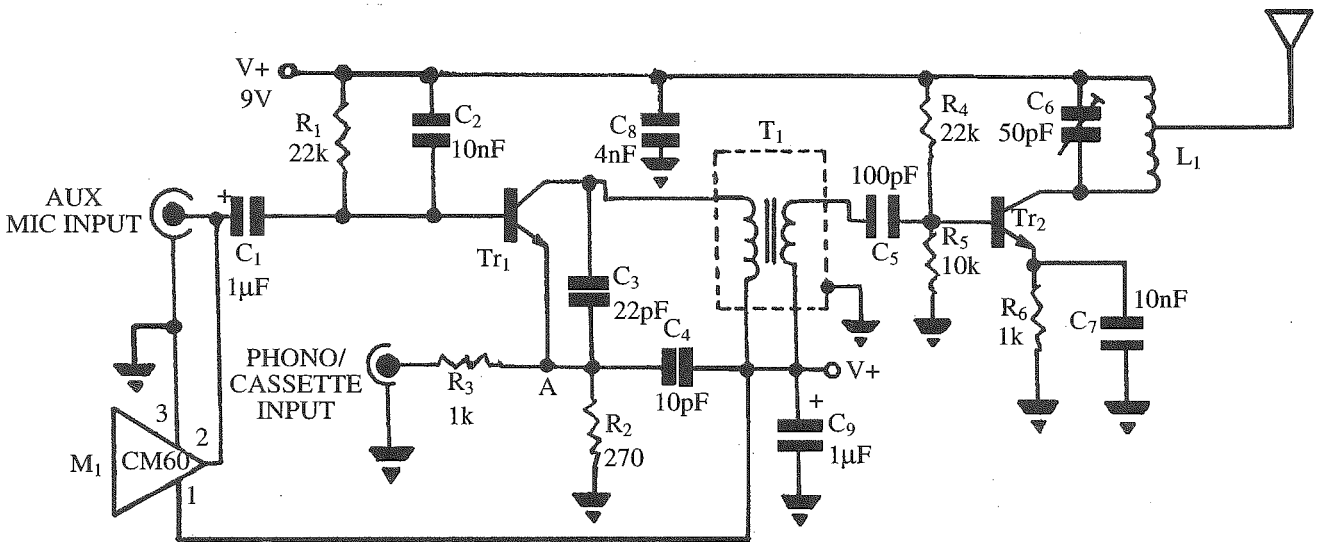 V+
9V
R1
22k
C2
10nF
C8
4nF
T1
R4
22k
C6
50pF
L1
AUX
MIC INPUT
+
C1
1µF
Tr1
C3
22pF
100pF
C5
R5
10k
Tr2
R6
1k
C7
10nF
PHONO/
CASSETTE
INPUT
R3
1k
A
C4
10pF
V+
R2
270
+
C9
1µF
M1
CM60
3
2
1